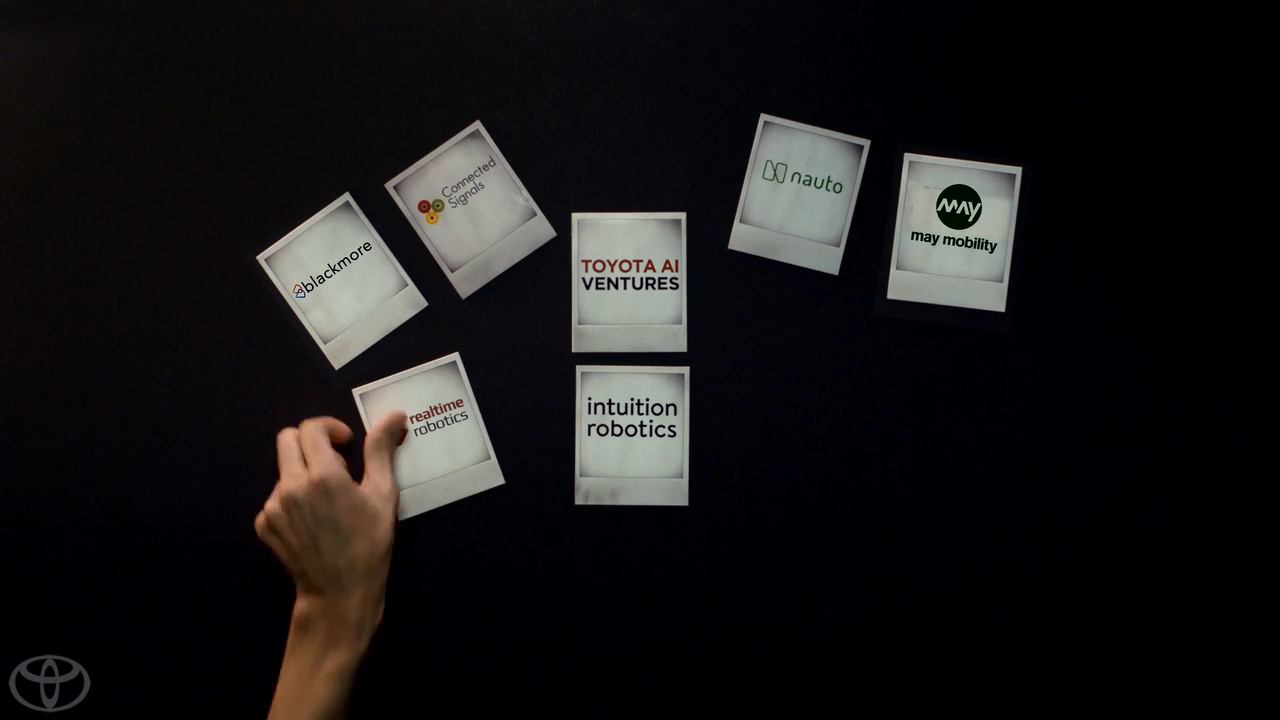 blackmore
Connected
Signals
TOYOTA AI
VENTURES
nauto
may
may mobility
realtime
robotics
intuition
robotics